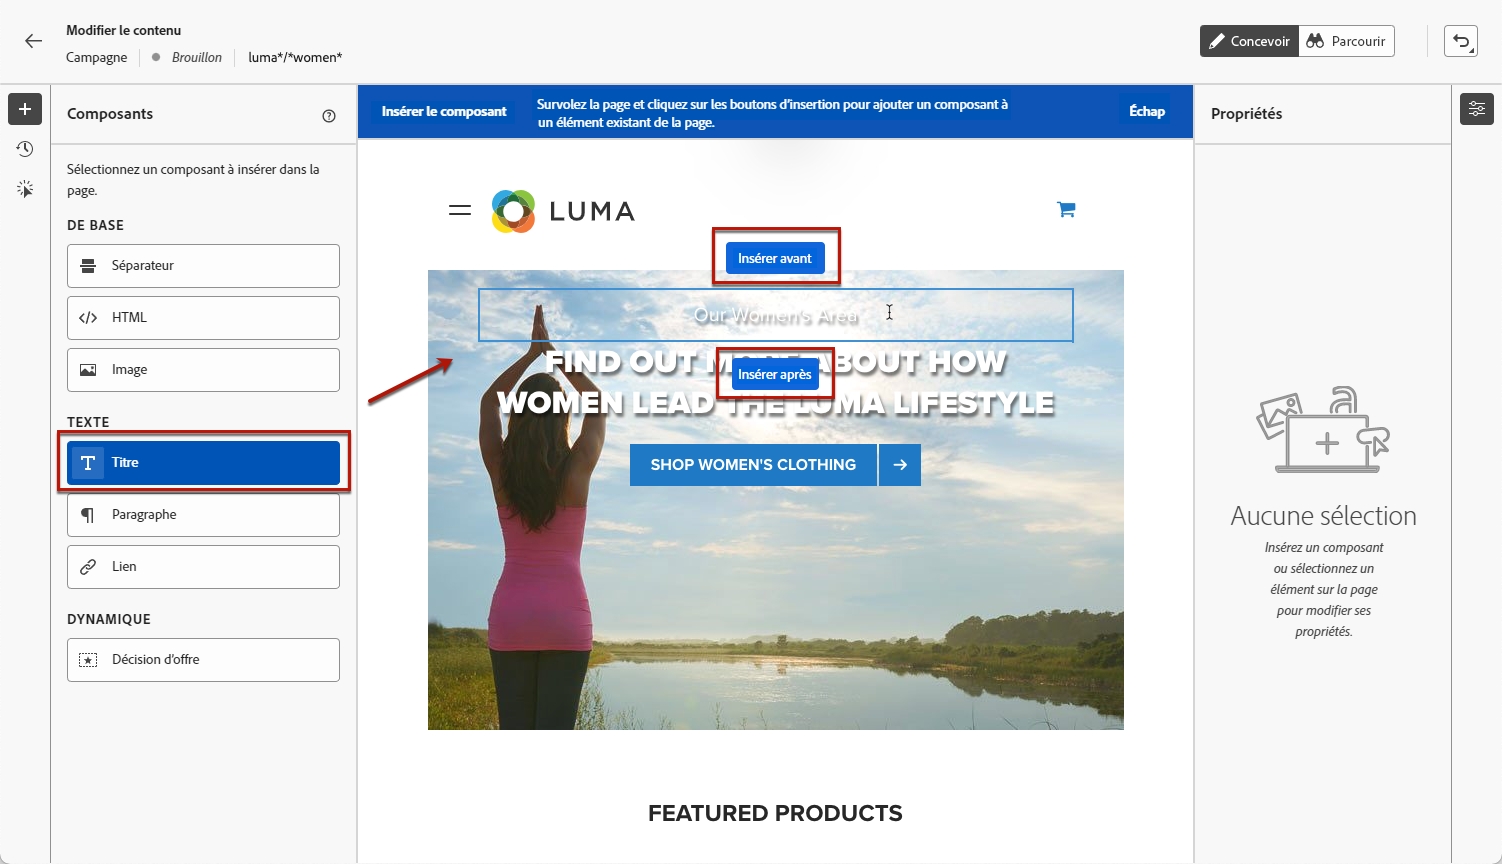 Modifier le contenu
Campagne
Brouillon
luma*/*women*
Concevoir
Parcourir
Composants
Sélectionnez un composant à insérer dans la
page.
DE BASE
Séparateur
HTML
Image
TEXTE
Titre
Paragraphe
Lien
DYNAMIQUE
Décision d'offre
Insérer le composant
Survolez la page et cliquez sur les boutons d'insertion pour ajouter un composant à
un élément existant de la page.
Échap
LUMA
Insérer avant
Our Women's Area
FIND OUT MORE ABOUT HOW
Insérer après
WOMEN LEAD THE LUMA LIFESTYLE
SHOP WOMEN'S CLOTHING
FEATURED PRODUCTS
Propriétés
Aucune sélection
Insérez un composant
ou sélectionnez un
élément sur la page
pour modifier ses
propriétés.